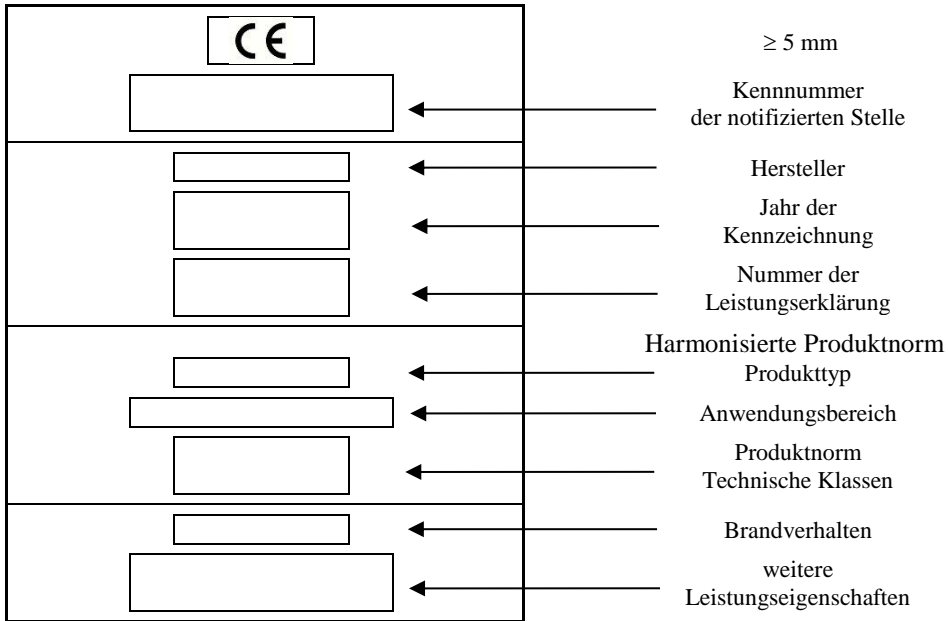 CE
≥ 5 mm
Kennnummer
der notifizierten Stelle
Hersteller
Jahr der
Kennzeichnung
Nummer der
Leistungserklärung
Harmonisierte Produktnorm
Produkttyp
Anwendungsbereich
Produktnorm
Technische Klassen
Brandverhalten
weitere
Leistungseigenschaften